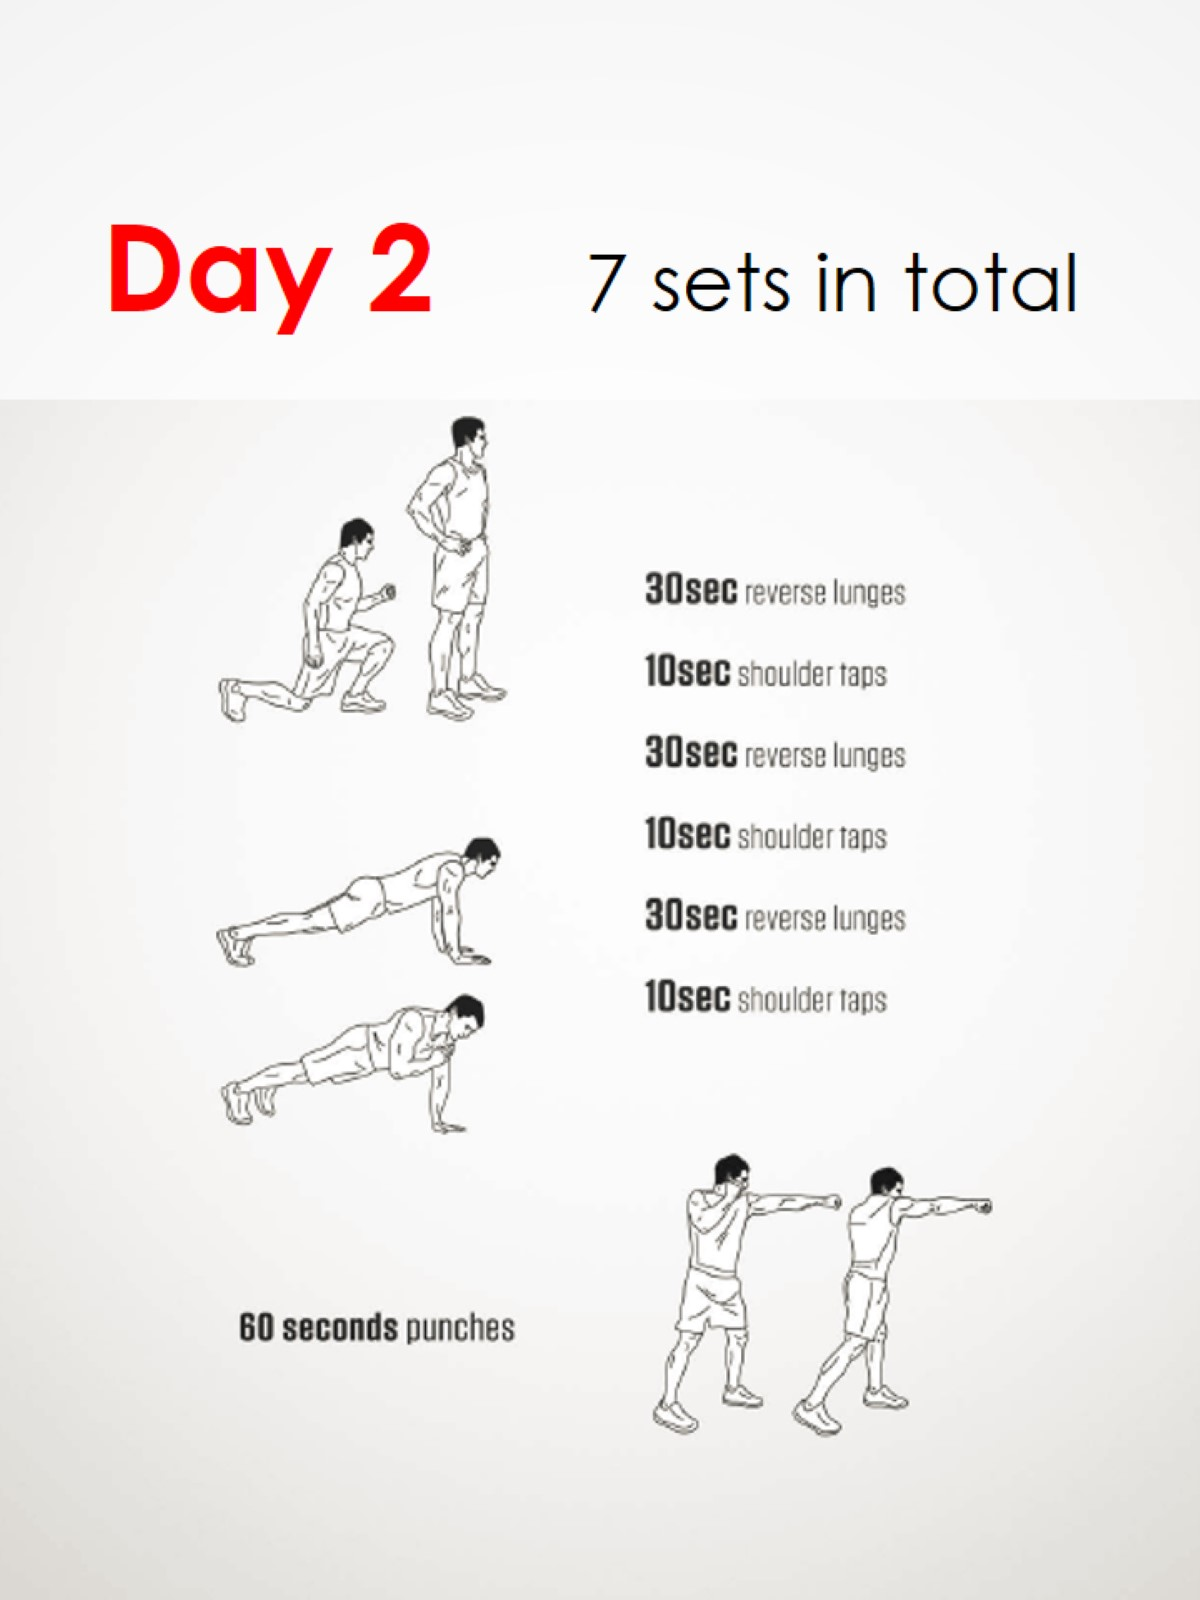 Day 2 7 sets in total
30sec reverse lunges
10sec shoulder taps
30sec reverse lunges
10sec shoulder taps
30sec reverse lunges
10sec shoulder taps
60 seconds punches